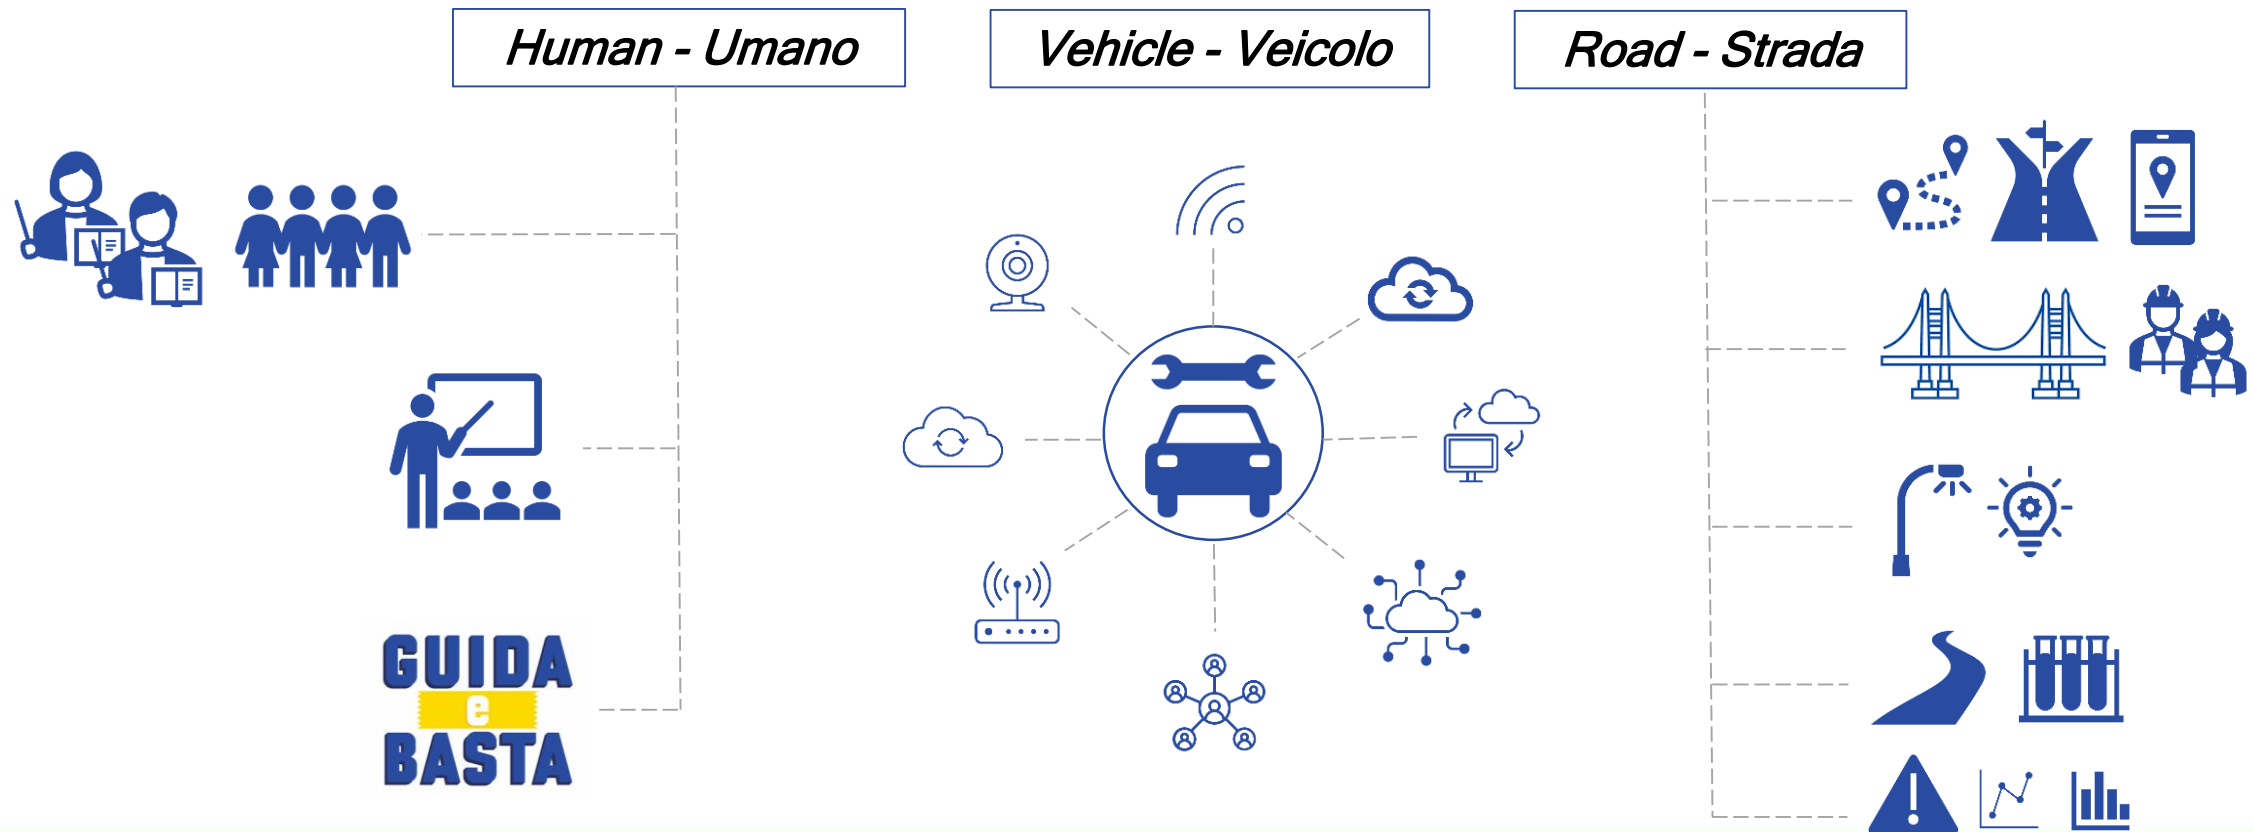 Human - Umano
Vehicle - Veicolo
Road - Strada
GUIDA
e
BASTA